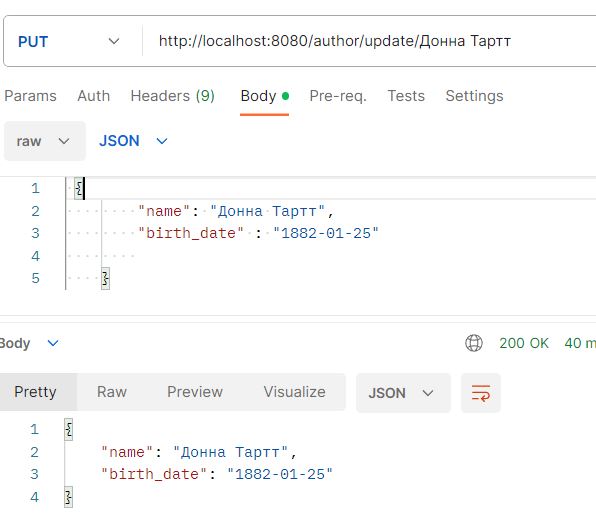 PUT http://localhost:8080/author/update/Донна Тартт
Params Auth Headers (9) Body Pre-req. Tests Settings
raw JSON
1 {
2 "name": "Донна Тартт",
3 "birth_date" : "1882-01-25"
4
5 }
Body 200 OK 40 m
Pretty Raw Preview Visualize JSON
1 {
2 "name": "Донна Тартт",
3 "birth_date": "1882-01-25"
4 }